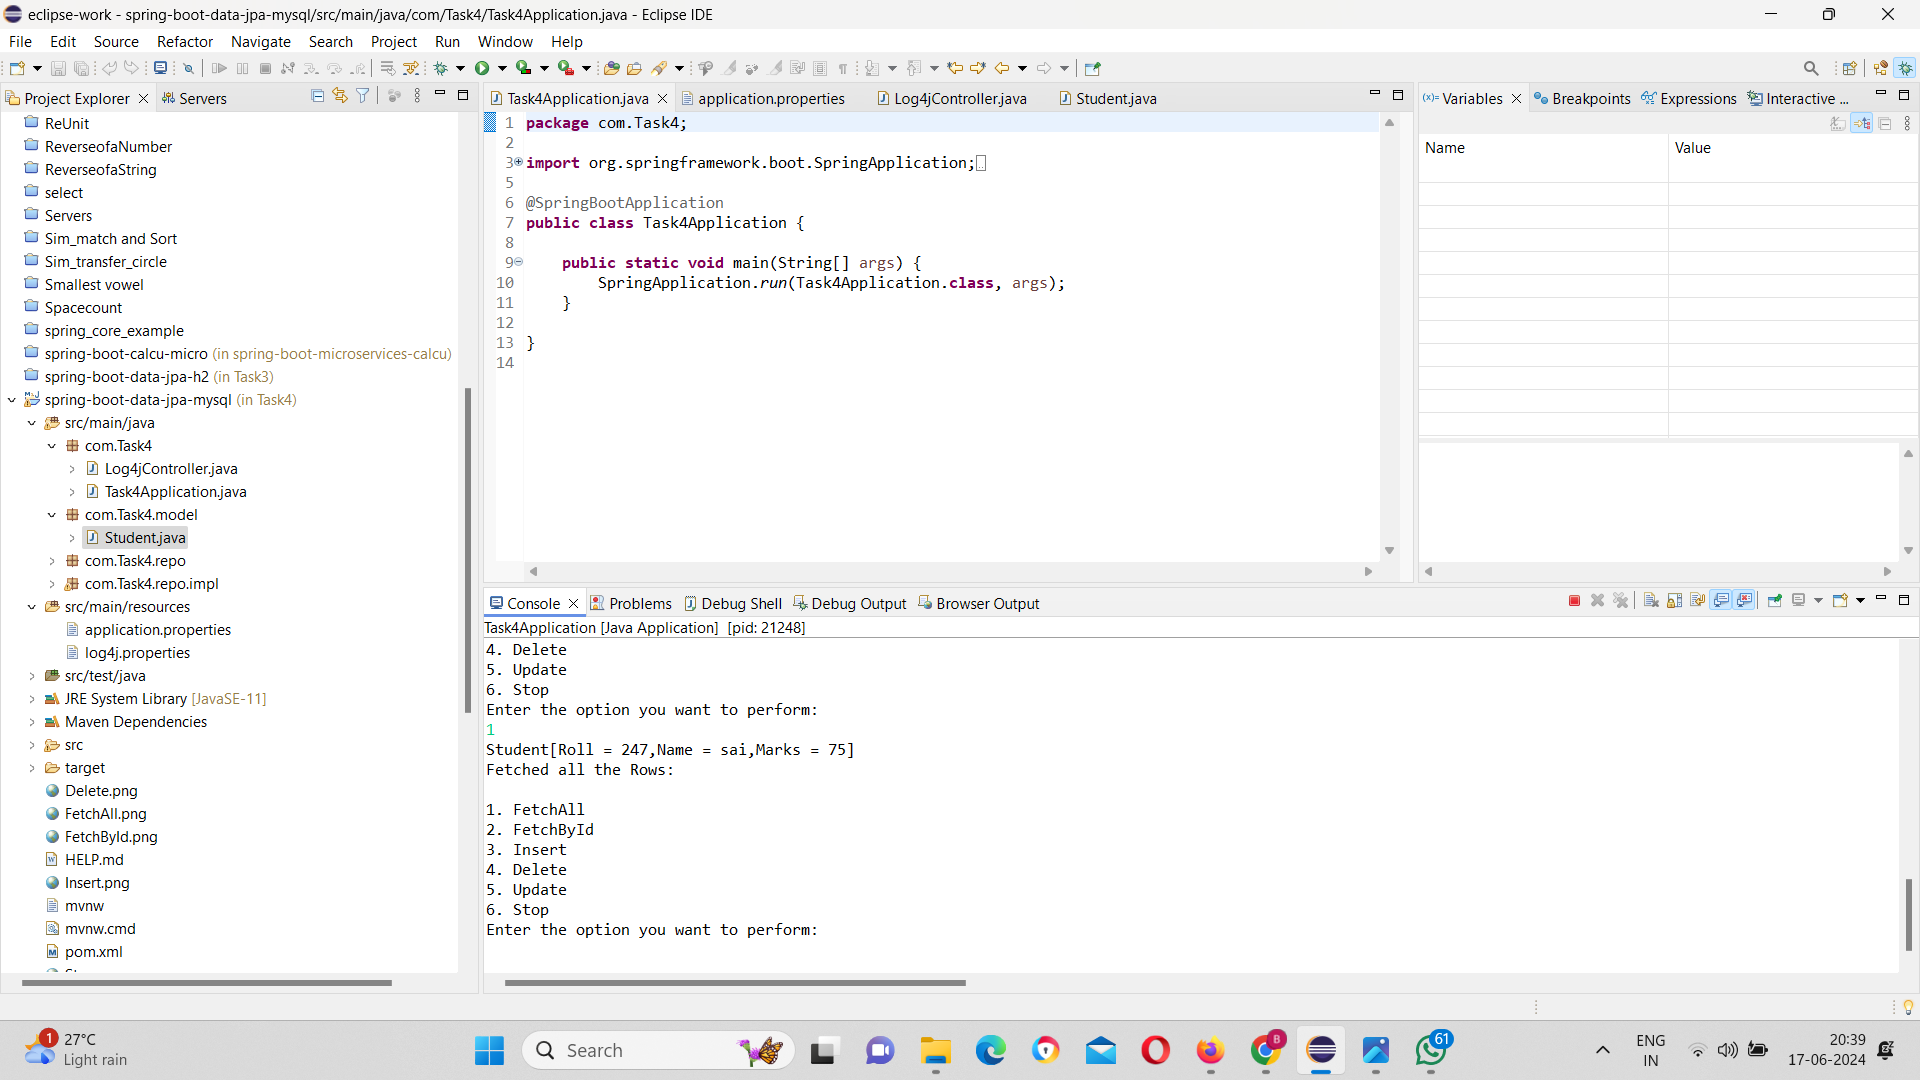 eclipse-work - spring-boot-data-jpa-mysql/src/main/java/com/Task4/Task4Application.java - Eclipse IDE
File Edit Source Refactor Navigate Search Project Run Window Help
Project Explorer Servers
ReUnit
ReverseofaNumber
ReverseofaString
select
Servers
Sim_match and Sort
Sim_transfer_circle
Smallest vowel
Spacecount
spring_core_example
spring-boot-calcu-micro (in spring-boot-microservices-calcu)
spring-boot-data-jpa-h2 (in Task3)
spring-boot-data-jpa-mysql (in Task4)
src/main/java
com.Task4
Log4jController.java
Task4Application.java
com.Task4.model
Student.java
com.Task4.repo
com.Task4.repo.impl
src/main/resources
application.properties
log4j.properties
src/test/java
JRE System Library [JavaSE-11]
Maven Dependencies
src
target
Delete.png
FetchAll.png
FetchById.png
HELP.md
Insert.png
mvnw
mvnw.cmd
pom.xml
Task4Application.java application.properties Log4jController.java Student.java
1 package com.Task4;
2
3 import org.springframework.boot.SpringApplication;
5
6 @SpringBootApplication
7 public class Task4Application {
8
9 public static void main(String[] args) {
10 SpringApplication.run(Task4Application.class, args);
11 }
12
13 }
14
Variables Breakpoints Expressions Interactive ...
Name Value
Console Problems Debug Shell Debug Output Browser Output
Task4Application [Java Application] [pid: 21248]
4. Delete
5. Update
6. Stop
Enter the option you want to perform:
1
Student[Roll = 247,Name = sai,Marks = 75]
Fetched all the Rows:
1. FetchAll
2. FetchById
3. Insert
4. Delete
5. Update
6. Stop
Enter the option you want to perform:
1
27°C
Light rain
Search
B
61
ENG
IN
20:39
17-06-2024